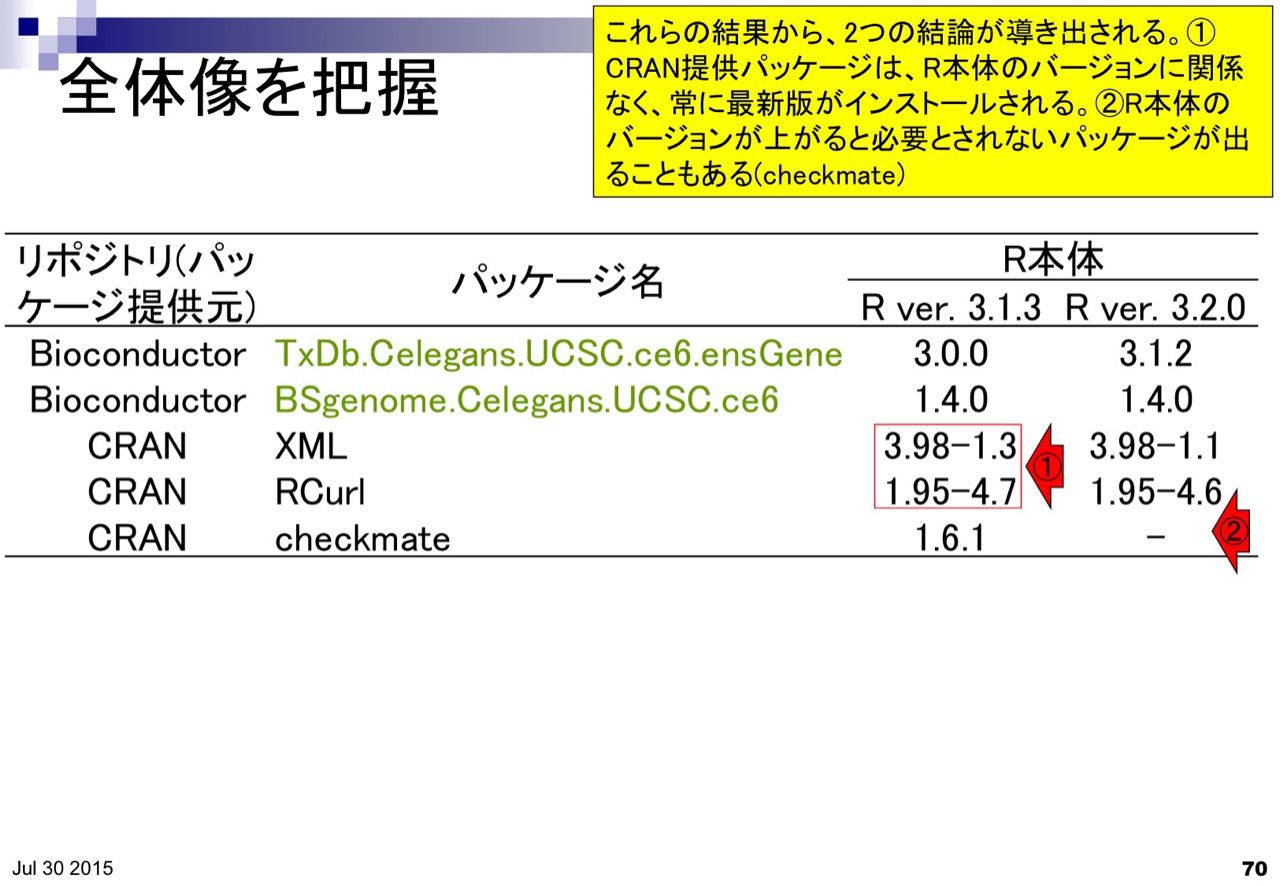 これらの結果から、2つの結論が導き出される。①
CRAN提供パッケージは、R本体のバージョンに関係
なく、常に最新版がインストールされる。②R本体の
バージョンが上がると必要とされないパッケージが出
ることもある(checkmate)
全体像を把握
リポジトリ(パッ
ケージ提供元)
パッケージ名
R本体
R ver. 3.1.3 R ver. 3.2.0
Bioconductor TxDb.Celegans.UCSC.ce6.ensGene 3.0.0 3.1.2
Bioconductor BSgenome.Celegans.UCSC.ce6 1.4.0 1.4.0
CRAN XML 3.98-1.3 3.98-1.1
①
CRAN RCurl 1.95-4.7 1.95-4.6
CRAN checkmate 1.6.1 - ②
Jul 30 2015
70